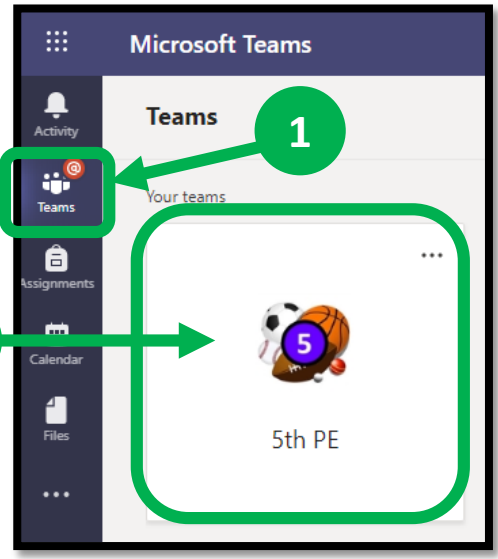 Microsoft Teams
Activity
Teams
1
@
Teams
Your teams
Assignments
...
5
Calendar
5th PE
Files
...